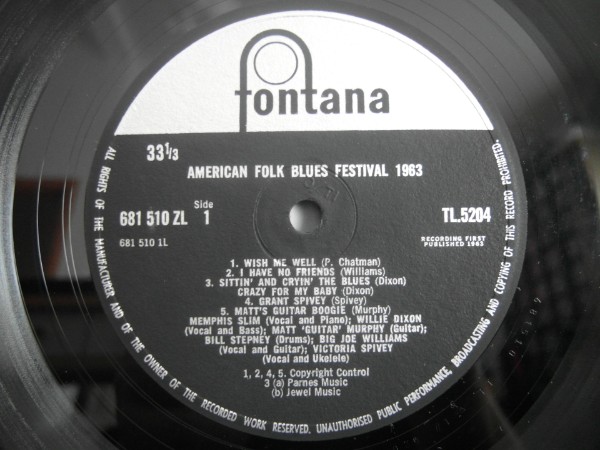 fontana
33 1/3
AMERICAN FOLK BLUES FESTIVAL 1963
681 510 ZL
Side
1
TL.5204
681 510 1L
RECORDING FIRST
PUBLISHED 1963
1. WISH ME WELL (P. Chatman)
2. I HAVE NO FRIENDS (Williams)
3. SITTIN' AND CRYIN' THE BLUES (Dixon)
CRAZY FOR MY BABY (Dixon)
4. GRANT SPIVEY (Spivey)
5. MATT'S GUITAR BOOGIE (Murphy)
MEMPHIS SLIM (Vocal and Piano); WILLIE DIXON
(Vocal and Bass); MATT 'GUITAR' MURPHY (Guitar);
BILL STEPNEY (Drums); BIG JOE WILLIAMS
(Vocal and Guitar); VICTORIA SPIVEY
(Vocal and Ukelele)
1, 2, 4, 5. Copyright Control
3 (a) Parnes Music
(b) Jewel Music
ALL RIGHTS OF THE MANUFACTURER AND OF THE OWNER OF THE RECORDED WORK RESERVED. UNAUTHORISED PUBLIC PERFORMANCE, BROADCASTING AND COPYING OF THIS RECORD PROHIBITED.